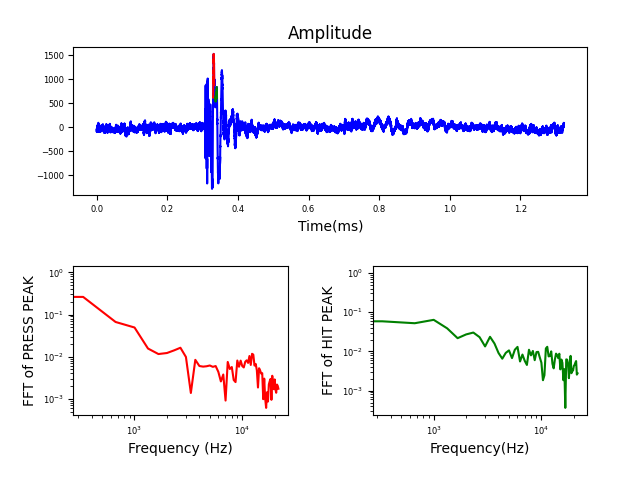 Amplitude
1500
1000
500
0
−500
−1000
0.0 0.2 0.4 0.6 0.8 1.0 1.2
Time(ms)
FFT of PRESS PEAK
10⁰
10⁻¹
10⁻²
10⁻³
10³ 10⁴
Frequency (Hz)
FFT of HIT PEAK
10⁰
10⁻¹
10⁻²
10⁻³
10³ 10⁴
Frequency(Hz)